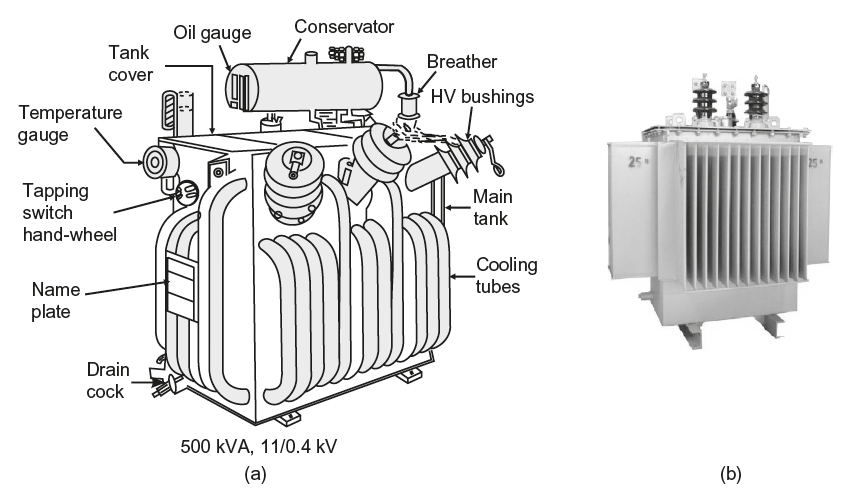 Oil gauge
Conservator
Tank
cover
Breather
HV bushings
Temperature
gauge
Tapping
switch
hand-wheel
Main
tank
Cooling
tubes
Name
plate
Drain
cock
500 kVA, 11/0.4 kV
(a)
(b)